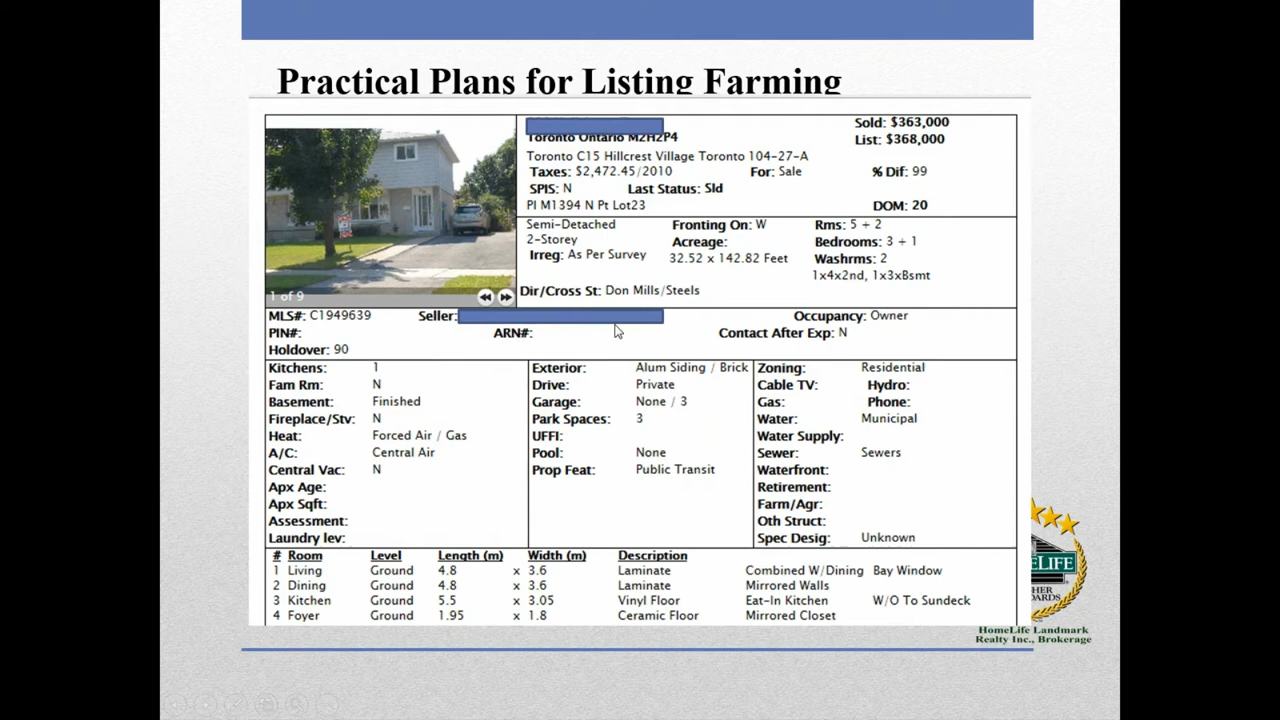 Practical Plans for Listing Farming
Toronto Ontario M2H2P4
Sold: $363,000
List: $368,000
Toronto C15 Hillcrest Village Toronto 104-27-A
Taxes: $2,472.45/2010 For: Sale % Dif: 99
SPIS: N Last Status: Sld
Pl M1394 N Pt Lot23 DOM: 20
Semi-Detached Fronting On: W Rms: 5 + 2
2-Storey Acreage: Bedrooms: 3 + 1
Irreg: As Per Survey 32.52 x 142.82 Feet Washrms: 2
1x4x2nd, 1x3xBsmt
Dir/Cross St: Don Mills/Steels
1 of 9
MLS#: C1949639 Seller: Occupancy: Owner
PIN#: ARN#: Contact After Exp: N
Holdover: 90
Kitchens: 1 Exterior: Alum Siding / Brick Zoning: Residential
Fam Rm: N Drive: Private Cable TV: Hydro:
Basement: Finished Garage: None / 3 Gas: Phone:
Fireplace/Stv: N Park Spaces: 3 Water: Municipal
Heat: Forced Air / Gas UFFI: Water Supply:
A/C: Central Air Pool: None Sewer: Sewers
Central Vac: N Prop Feat: Public Transit Waterfront:
Apx Age: Retirement:
Apx Sqft: Farm/Agr:
Assessment: Oth Struct:
Laundry lev: Spec Desig: Unknown
# Room Level Length (m) Width (m) Description
1 Living Ground 4.8 x 3.6 Laminate Combined W/Dining Bay Window
2 Dining Ground 4.8 x 3.6 Laminate Mirrored Walls
3 Kitchen Ground 5.5 x 3.05 Vinyl Floor Eat-In Kitchen W/O To Sundeck
4 Foyer Ground 1.95 x 1.8 Ceramic Floor Mirrored Closet
HomeLife Landmark
Realty Inc., Brokerage